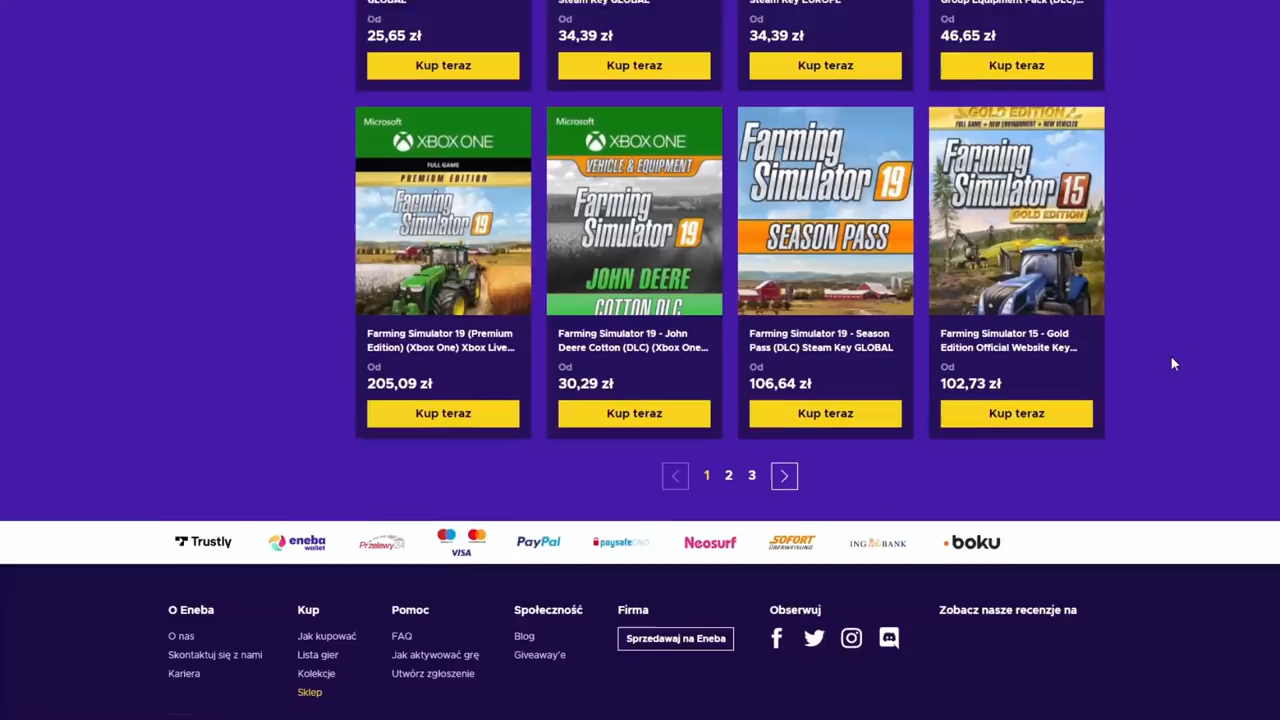 GLOBAL
Steam Key GLOBAL
Steam Key EUROPE
Group Equipment Pack (DLC)...
Od
Od
Od
Od
25,65 zł
34,39 zł
34,39 zł
46,65 zł
Kup teraz
Kup teraz
Kup teraz
Kup teraz
Microsoft
XBOX ONE
FULL GAME
PREMIUM EDITION
Farming
Simulator 19
Microsoft
XBOX ONE
VEHICLE & EQUIPMENT
Farming
Simulator 19
JOHN DEERE
COTTON DLC
Farming
Simulator 19
SEASON PASS
GOLD EDITION
FULL GAME + NEW ENVIRONMENT + NEW VEHICLES
Farming
Simulator 15
GOLD EDITION
Farming Simulator 19 (Premium
Edition) (Xbox One) Xbox Live...
Od
205,09 zł
Kup teraz
Farming Simulator 19 - John
Deere Cotton (DLC) (Xbox One...
Od
30,29 zł
Kup teraz
Farming Simulator 19 - Season
Pass (DLC) Steam Key GLOBAL
Od
106,64 zł
Kup teraz
Farming Simulator 15 - Gold
Edition Official Website Key...
Od
102,73 zł
Kup teraz
1 2 3
Trustly
eneba
wallet
Przelewy24
VISA
PayPal
paysafecard
Neosurf
SOFORT
ÜBERWEISUNG
ING BANK
boku
O Eneba
O nas
Skontaktuj się z nami
Kariera
Kup
Jak kupować
Lista gier
Kolekcje
Sklep
Pomoc
FAQ
Jak aktywować grę
Utwórz zgłoszenie
Społeczność
Blog
Giveaway'e
Firma
Sprzedawaj na Eneba
Obserwuj
Zobacz nasze recenzje na